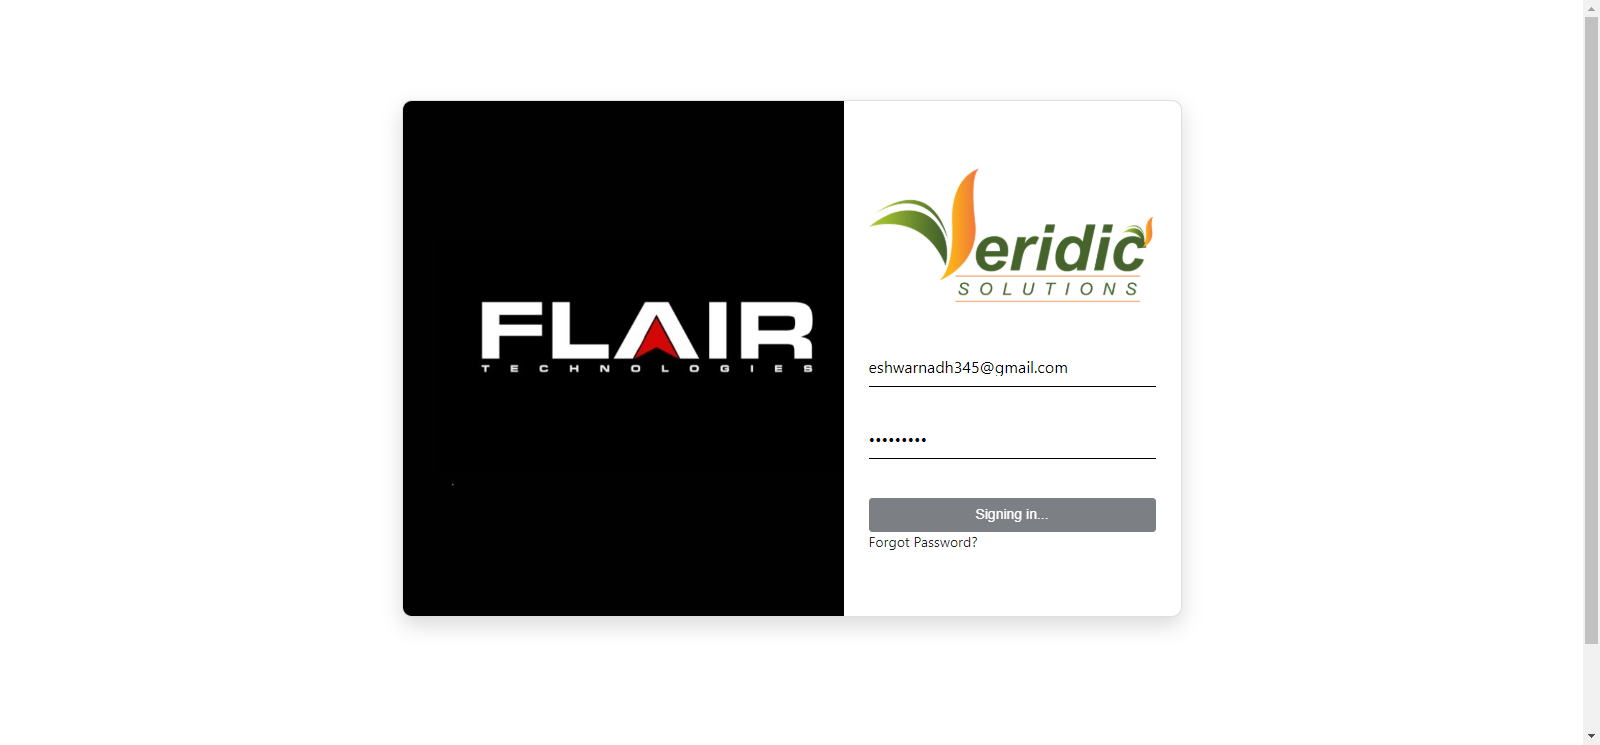 FLAIR
TECHNOLOGIES
Veridic
SOLUTIONS
eshwarnadh345@gmail.com
•••••••••
Signing in...
Forgot Password?